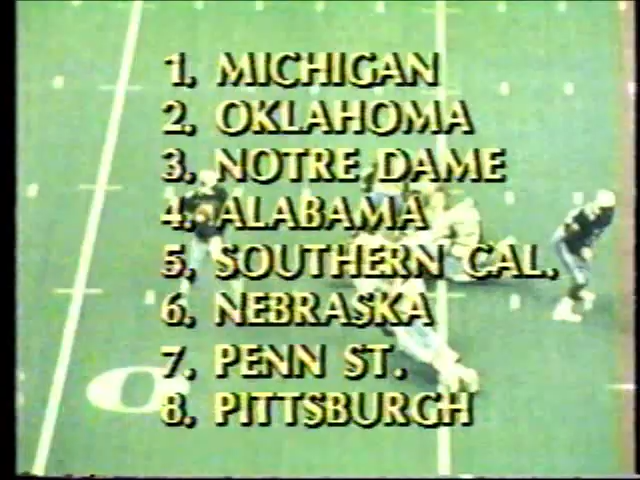 1. MICHIGAN
2. OKLAHOMA
3. NOTRE DAME
4. ALABAMA
5. SOUTHERN CAL.
6. NEBRASKA
7. PENN ST.
8. PITTSBURGH
0